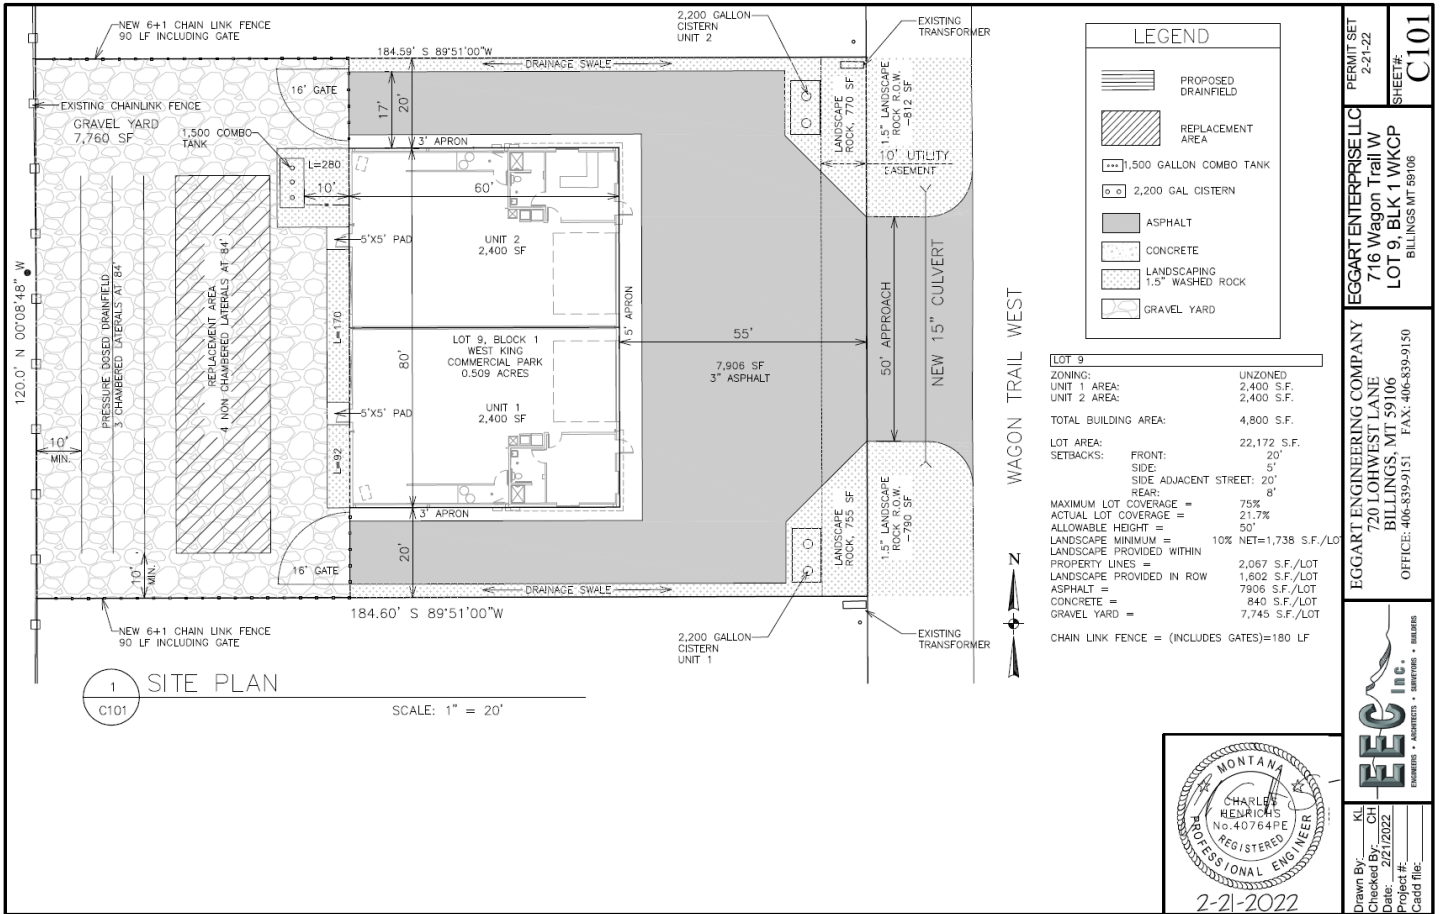 NEW 6+1 CHAIN LINK FENCE
90 LF INCLUDING GATE
2,200 GALLON
CISTERN
UNIT 2
EXISTING
TRANSFORMER
184.59' S 89°51'00"W
DRAINAGE SWALE
16' GATE
EXISTING CHAINLINK FENCE
GRAVEL YARD
7,760 SF
1,500 COMBO
TANK
17'
20'
3' APRON
L=280
10'
60'
LANDSCAPE
ROCK, 770 SF
1.5" LANDSCAPE
ROCK R.O.W.
-812 SF
10' UTILITY
EASEMENT
5'X5' PAD
UNIT 2
2,400 SF
120.0' N 00°08'48" W
PRESSURE DOSED DRAINFIELD
3 CHAMBERED LATERALS AT 84'
REPLACEMENT AREA
4 NON CHAMBERED LATERALS AT 84'
L=170
80'
LOT 9, BLOCK 1
WEST KING
COMMERCIAL PARK
0.509 ACRES
5' APRON
55'
7,906 SF
3" ASPHALT
50' APPROACH
NEW 15" CULVERT
WAGON TRAIL WEST
UNIT 1
2,400 SF
5'X5' PAD
10'
MIN.
L=92
3' APRON
20'
16' GATE
10'
MIN.
LANDSCAPE
ROCK, 755 SF
1.5" LANDSCAPE
ROCK R.O.W.
-790 SF
DRAINAGE SWALE
184.60' S 89°51'00"W
NEW 6+1 CHAIN LINK FENCE
90 LF INCLUDING GATE
2,200 GALLON
CISTERN
UNIT 1
EXISTING
TRANSFORMER
N
1
C101
SITE PLAN
SCALE: 1" = 20'
LEGEND
PROPOSED
DRAINFIELD
REPLACEMENT
AREA
1,500 GALLON COMBO TANK
2,200 GAL CISTERN
ASPHALT
CONCRETE
LANDSCAPING
1.5" WASHED ROCK
GRAVEL YARD
LOT 9
ZONING: UNZONED
UNIT 1 AREA: 2,400 S.F.
UNIT 2 AREA: 2,400 S.F.
TOTAL BUILDING AREA: 4,800 S.F.
LOT AREA: 22,172 S.F.
SETBACKS: FRONT: 20'
SIDE: 5'
SIDE ADJACENT STREET: 20'
REAR: 8'
MAXIMUM LOT COVERAGE = 75%
ACTUAL LOT COVERAGE = 21.7%
ALLOWABLE HEIGHT = 50'
LANDSCAPE MINIMUM = 10% NET=1,738 S.F./LOT
LANDSCAPE PROVIDED WITHIN
PROPERTY LINES = 2,067 S.F./LOT
LANDSCAPE PROVIDED IN ROW 1,602 S.F./LOT
ASPHALT = 7906 S.F./LOT
CONCRETE = 840 S.F./LOT
GRAVEL YARD = 7,745 S.F./LOT
CHAIN LINK FENCE = (INCLUDES GATES)=180 LF
PERMIT SET
2-21-22
SHEET#:
C101
EGGART ENTERPRISE LLC
716 Wagon Trail W
LOT 9, BLK 1 WKCP
BILLINGS MT 59106
EGGART ENGINEERING COMPANY
720 LOHWEST LANE
BILLINGS, MT 59106
OFFICE: 406-839-9151 FAX: 406-839-9150
EEC Inc.
ENGINEERS • ARCHITECTS • SURVEYORS • BUILDERS
Drawn By: KL
Checked By: CH
Date: 2/21/2022
Project #:
Cadd file:
MONTANA
CHARLES
HENRICHS
No.40764PE
REGISTERED
PROFESSIONAL ENGINEER
2-21-2022